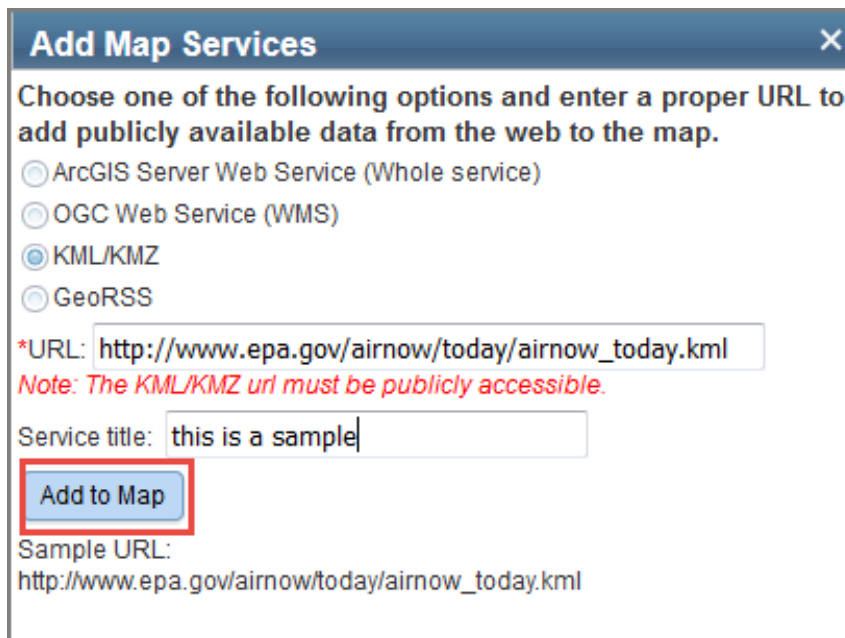 Add Map Services
Choose one of the following options and enter a proper URL to
add publicly available data from the web to the map.
ArcGIS Server Web Service (Whole service)
OGC Web Service (WMS)
KML/KMZ
GeoRSS
*URL: http://www.epa.gov/airnow/today/airnow_today.kml
Note: The KML/KMZ url must be publicly accessible.
Service title: this is a sample
Add to Map
Sample URL:
http://www.epa.gov/airnow/today/airnow_today.kml